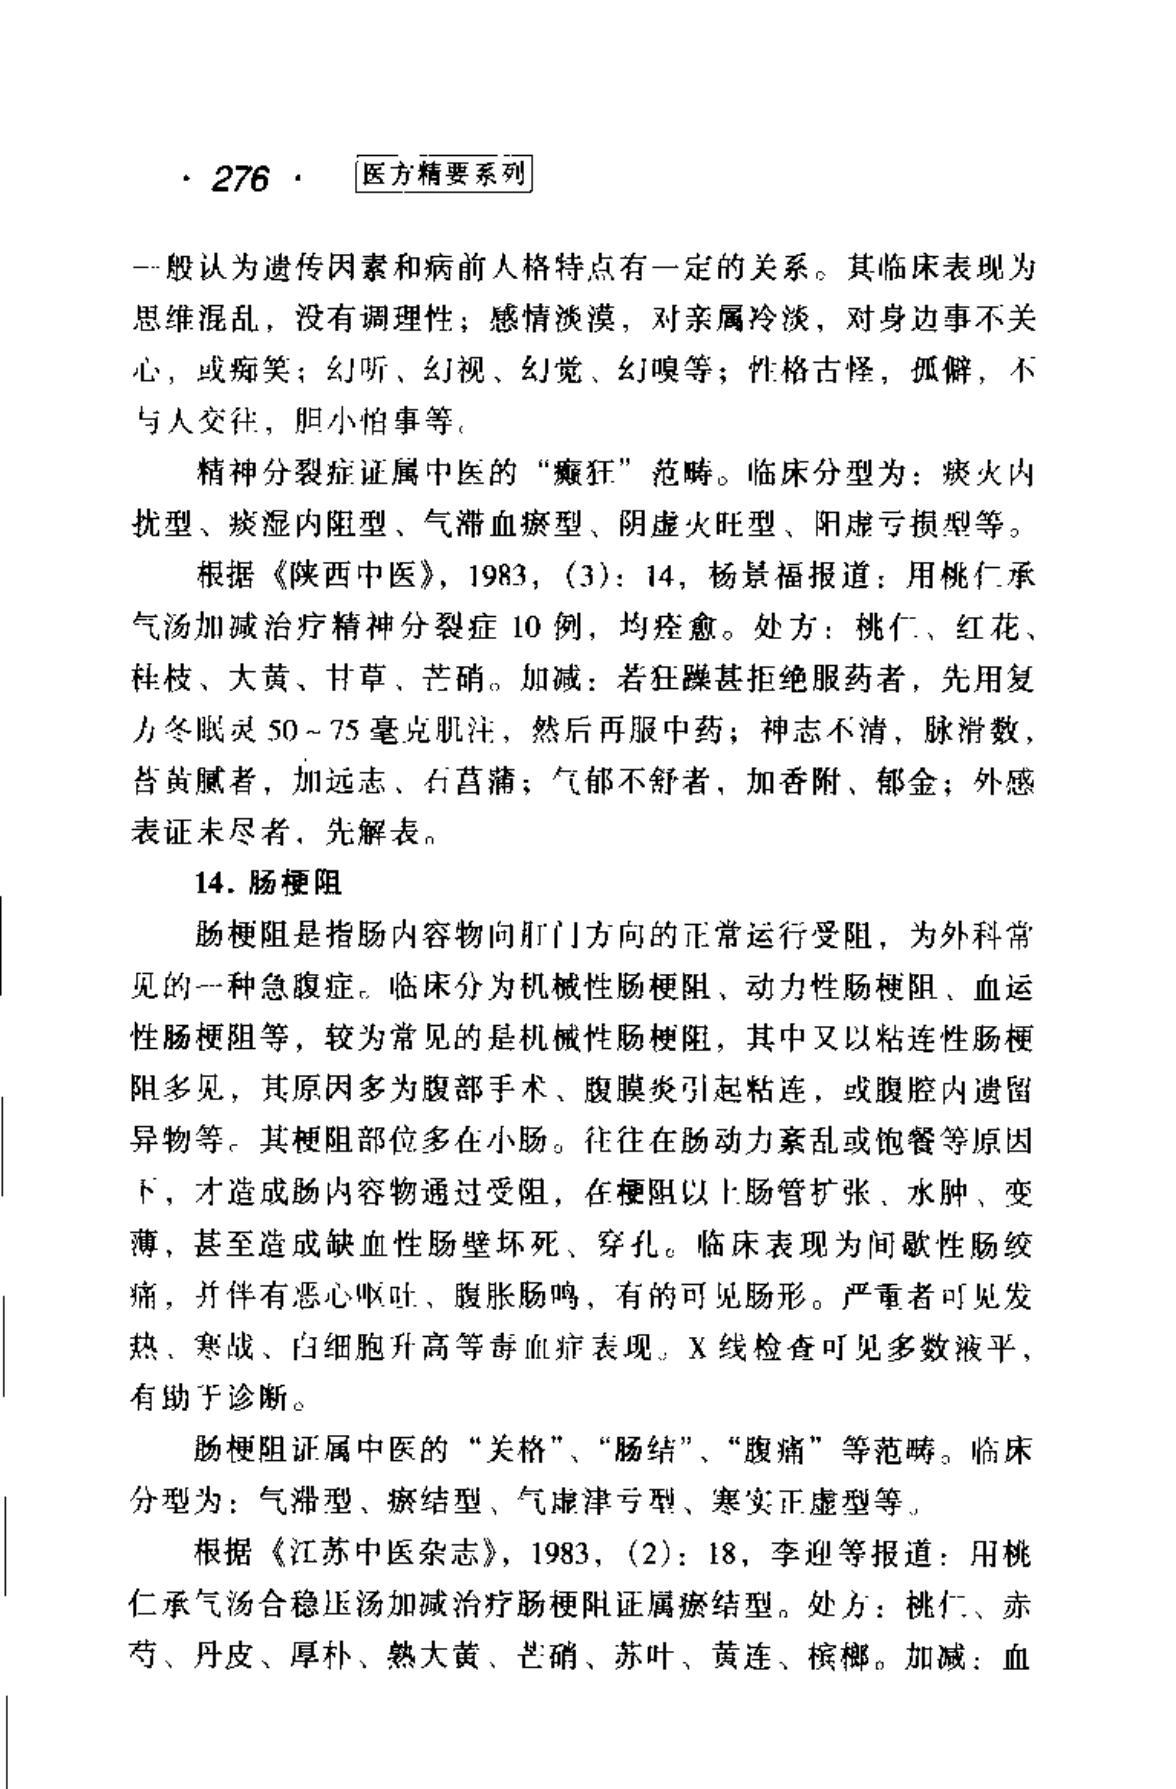 · 276 · 医方精要系列
一般认为遗传因素和病前人格特点有一定的关系。其临床表现为
思维混乱，没有调理性；感情淡漠，对亲属冷淡，对身边事不关
心，或痴笑；幻听、幻视、幻觉、幻嗅等；性格古怪，孤僻，不
与人交往，胆小怕事等。
精神分裂症证属中医的“癫狂”范畴。临床分型为：痰火内
扰型、痰湿内阻型、气滞血瘀型、阴虚火旺型、阳虚亏损型等。
根据《陕西中医》，1983，（3）：14，杨景福报道：用桃仁承
气汤加减治疗精神分裂症 10 例，均痊愈。处方：桃仁、红花、
桂枝、大黄、甘草、芒硝。加减：若狂躁甚拒绝服药者，先用复
方冬眠灵 50～75 毫克肌注，然后再服中药；神志不清，脉滑数，
苔黄腻者，加远志、石菖蒲；气郁不舒者，加香附、郁金；外感
表证未尽者，先解表。
14. 肠梗阻
肠梗阻是指肠内容物向肛门方向的正常运行受阻，为外科常
见的一种急腹症。临床分为机械性肠梗阻、动力性肠梗阻、血运
性肠梗阻等，较为常见的是机械性肠梗阻，其中又以粘连性肠梗
阻多见，其原因多为腹部手术、腹膜炎引起粘连，或腹腔内遗留
异物等。其梗阻部位多在小肠。往往在肠动力紊乱或饱餐等原因
下，才造成肠内容物通过受阻，在梗阻以上肠管扩张、水肿、变
薄，甚至造成缺血性肠壁坏死、穿孔。临床表现为间歇性肠绞
痛，并伴有恶心呕吐、腹胀肠鸣，有的可见肠形。严重者可见发
热、寒战、白细胞升高等毒血症表现。X 线检查可见多数液平，
有助于诊断。
肠梗阻证属中医的“关格”、“肠结”、“腹痛”等范畴。临床
分型为：气滞型、瘀结型、气虚津亏型、寒实正虚型等。
根据《江苏中医杂志》，1983，（2）：18，李迎等报道：用桃
仁承气汤合稳压汤加减治疗肠梗阻证属瘀结型。处方：桃仁、赤
芍、丹皮、厚朴、熟大黄、芒硝、苏叶、黄连、槟榔。加减：血